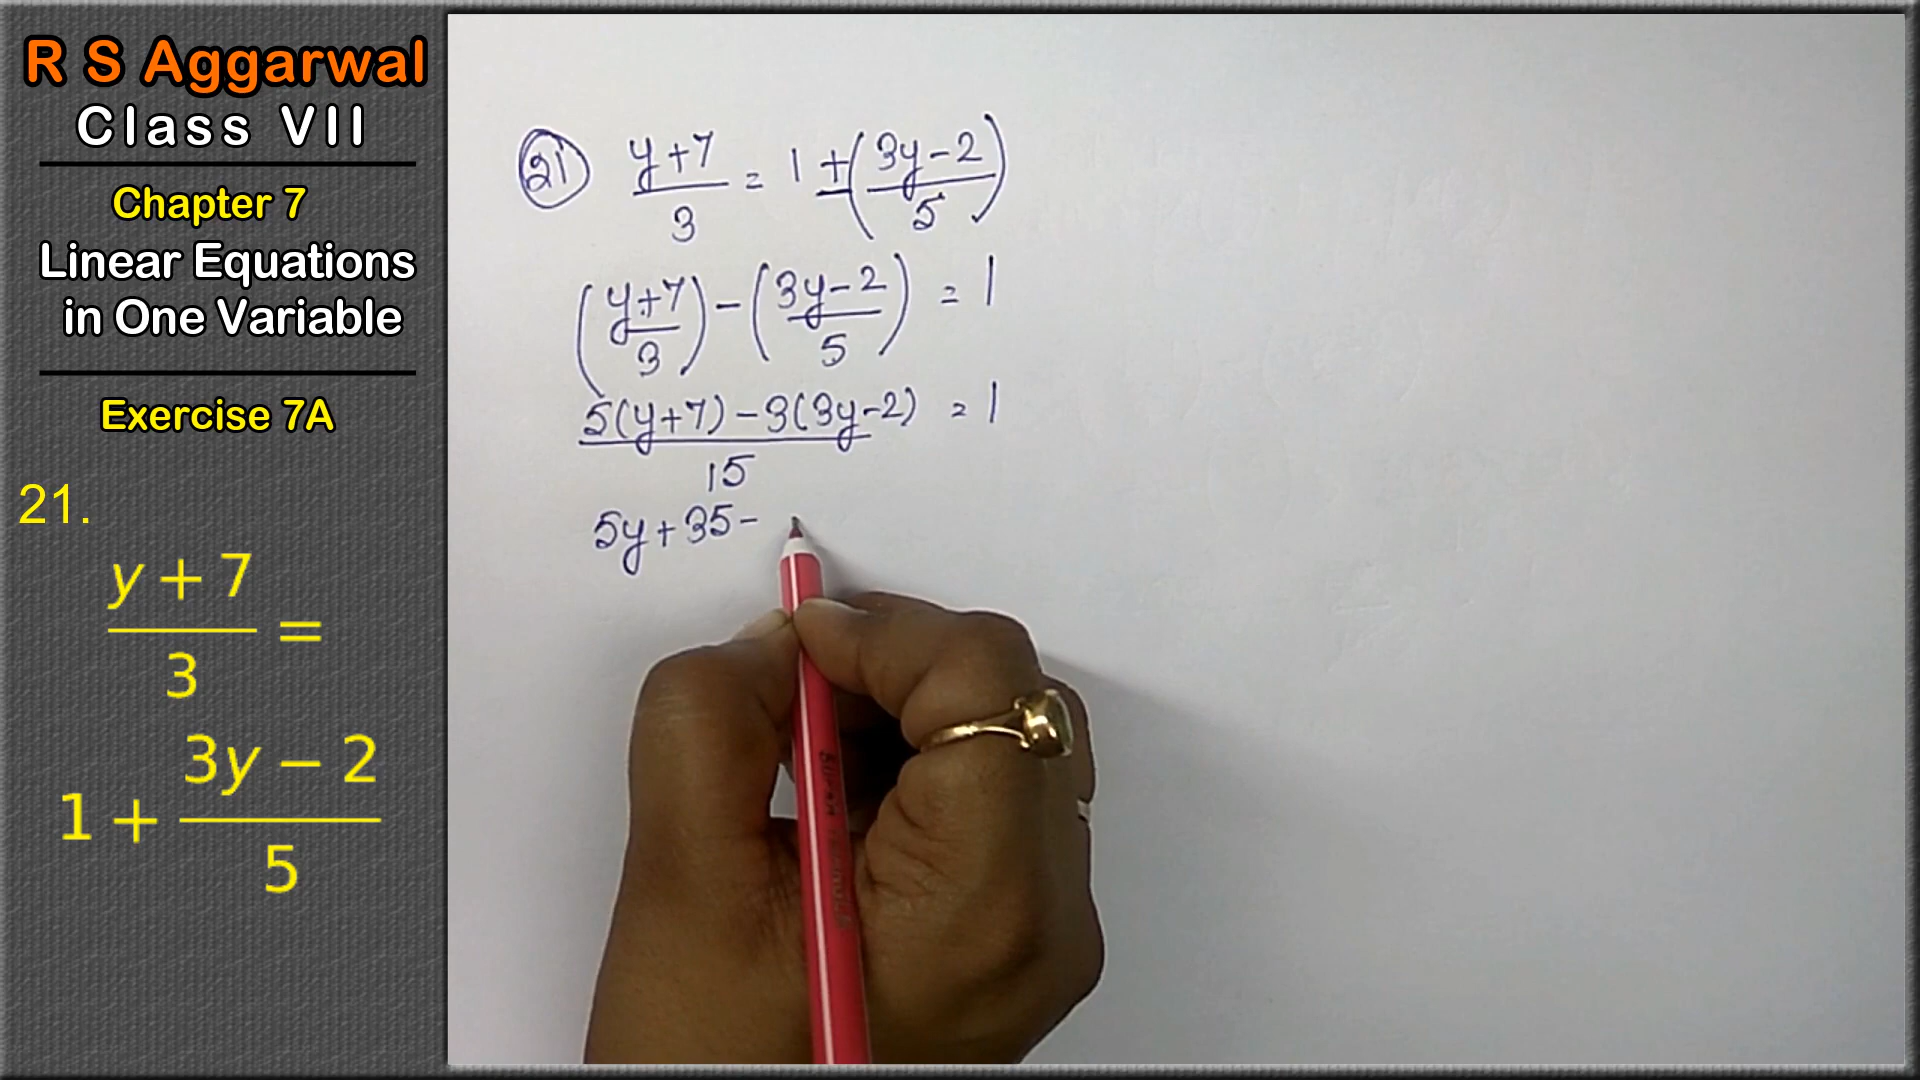 R S Aggarwal
Class VII
Chapter 7
Linear Equations
in One Variable
Exercise 7A
21.
y + 7
3
=
1 +
3y − 2
5
21 y+7/3 = 1 + (3y-2/5)
(y+7/3) - (3y-2/5) = 1
5(y+7) - 3(3y-2)/15 = 1
5y + 35 -